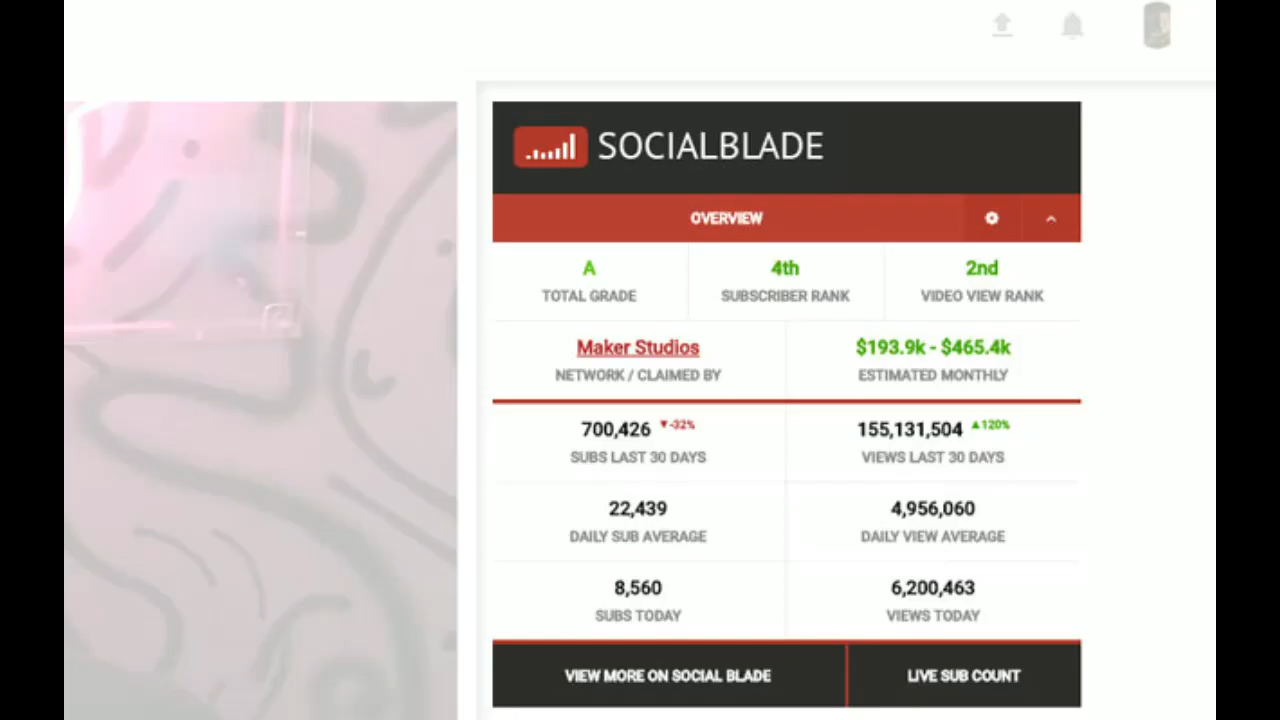 SOCIALBLADE
OVERVIEW
A
TOTAL GRADE
4th
SUBSCRIBER RANK
2nd
VIDEO VIEW RANK
Maker Studios
NETWORK / CLAIMED BY
$193.9k - $465.4k
ESTIMATED MONTHLY
700,426 ▼-32%
SUBS LAST 30 DAYS
155,131,504 ▲120%
VIEWS LAST 30 DAYS
22,439
DAILY SUB AVERAGE
4,956,060
DAILY VIEW AVERAGE
8,560
SUBS TODAY
6,200,463
VIEWS TODAY
VIEW MORE ON SOCIAL BLADE
LIVE SUB COUNT